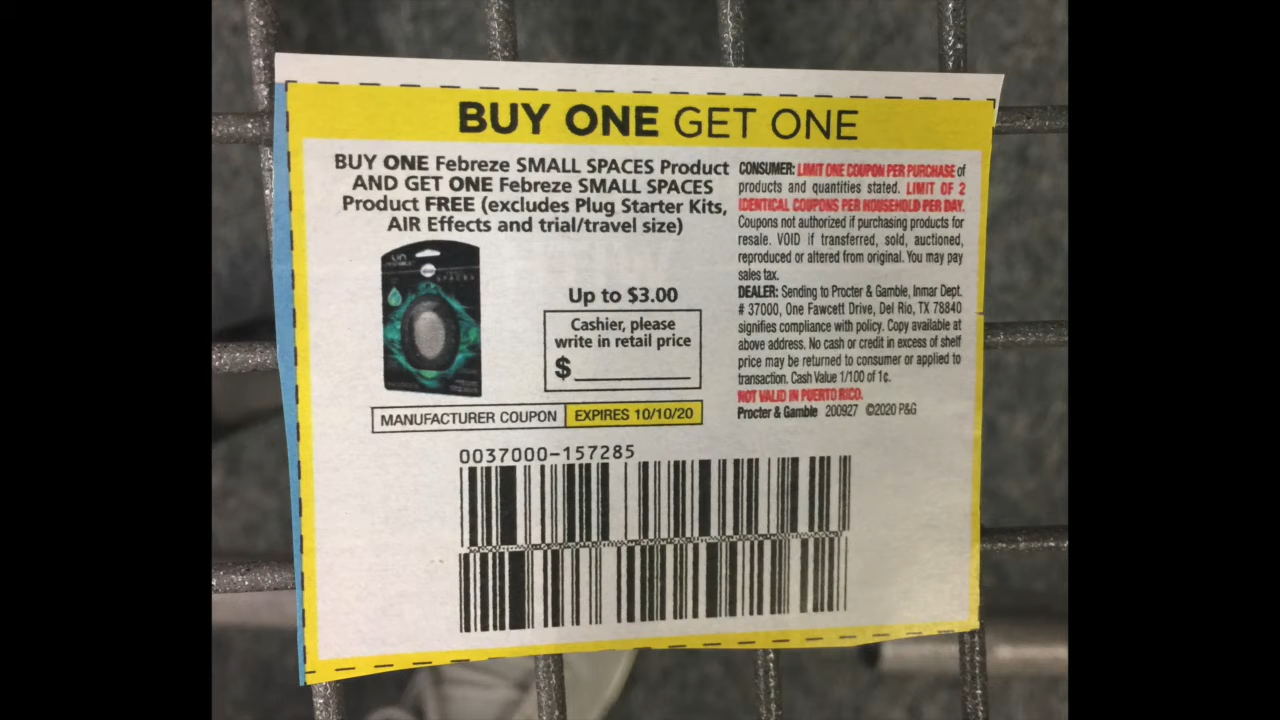 BUY ONE GET ONE
BUY ONE Febreze SMALL SPACES Product
AND GET ONE Febreze SMALL SPACES
Product FREE (excludes Plug Starter Kits,
AIR Effects and trial/travel size)
Up to $3.00
Cashier, please
write in retail price
$
MANUFACTURER COUPON EXPIRES 10/10/20
CONSUMER: LIMIT ONE COUPON PER PURCHASE of
products and quantities stated. LIMIT OF 2
IDENTICAL COUPONS PER HOUSEHOLD PER DAY.
Coupons not authorized if purchasing products for
resale. VOID if transferred, sold, auctioned,
reproduced or altered from original. You may pay
sales tax.
DEALER: Sending to Procter & Gamble, Inmar Dept.
# 37000, One Fawcett Drive, Del Rio, TX 78840
signifies compliance with policy. Copy available at
above address. No cash or credit in excess of shelf
price may be returned to consumer or applied to
transaction. Cash Value 1/100 of 1¢.
NOT VALID IN PUERTO RICO.
Procter & Gamble 200927 ©2020 P&G
0037000-157285